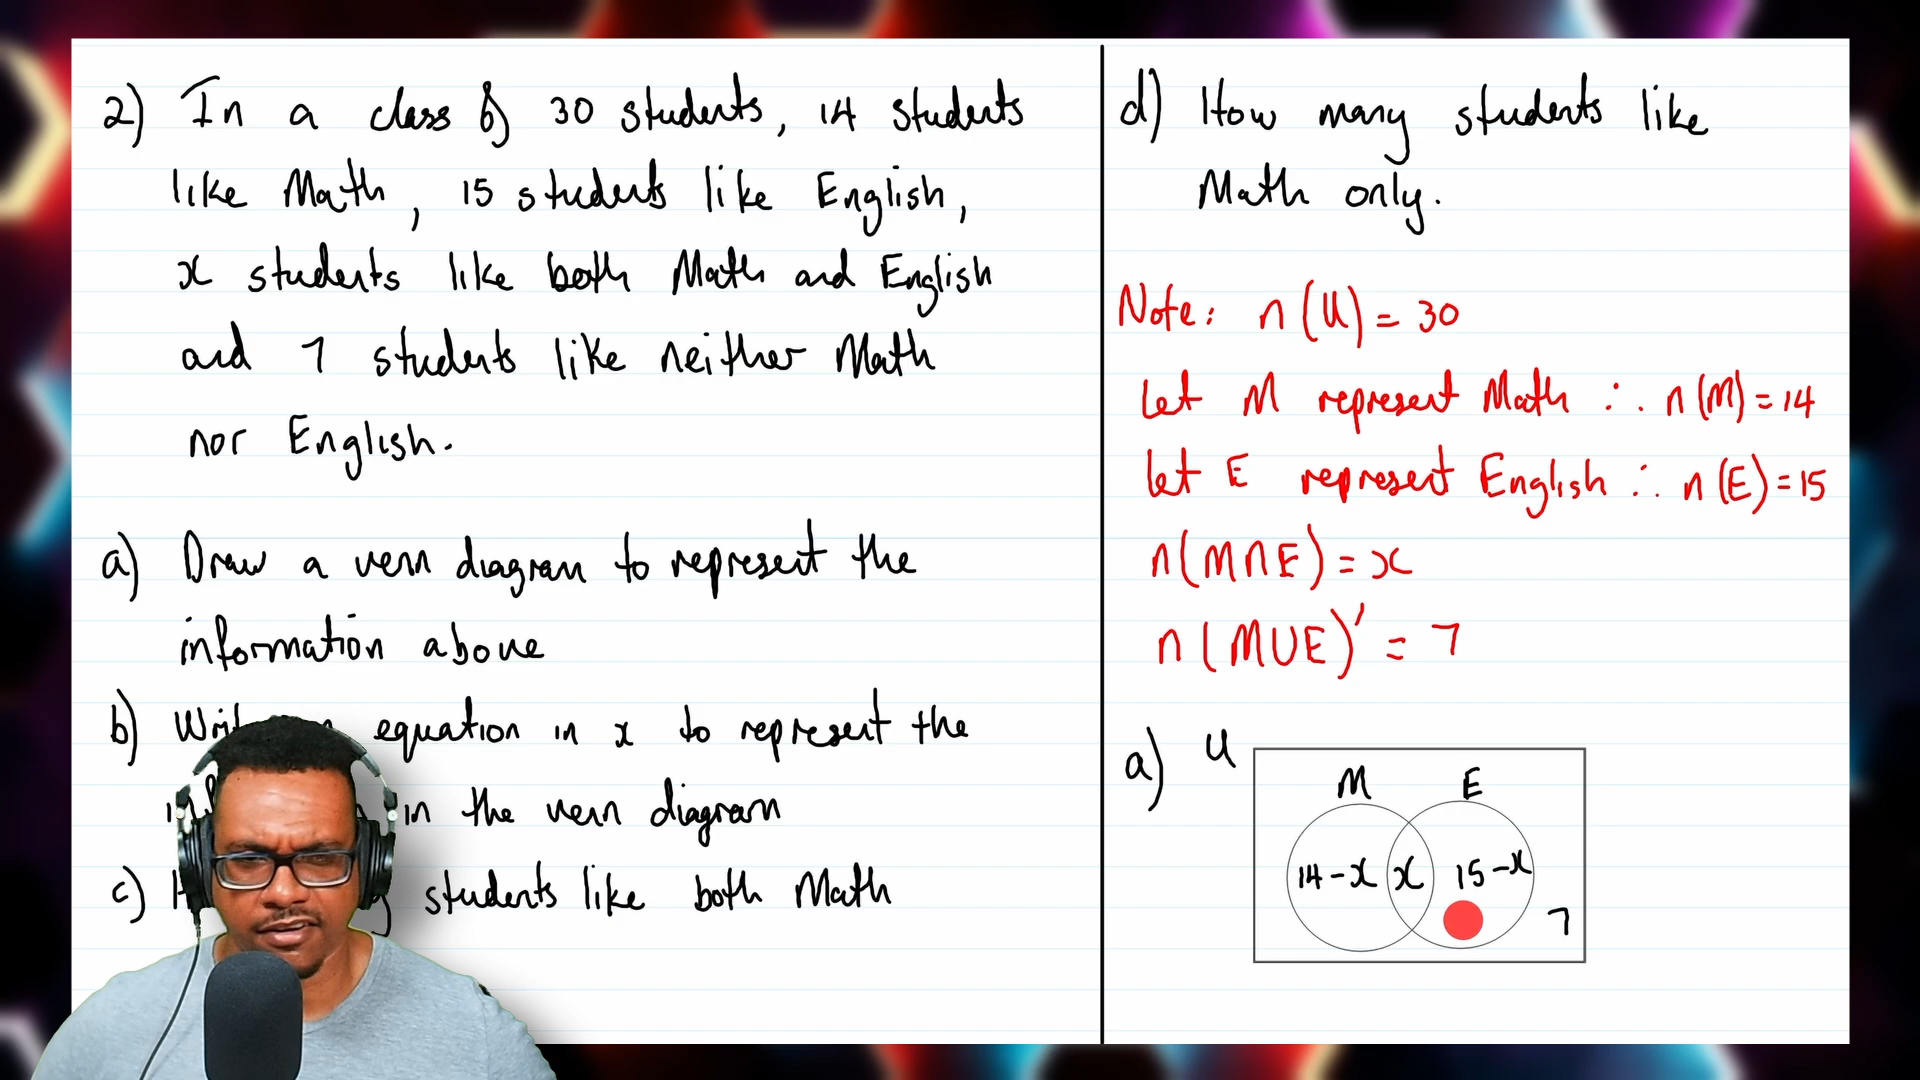 2) In a class of 30 students, 14 students
like Math, 15 students like English,
x students like both Math and English
and 7 students like neither Math
nor English.
a) Draw a venn diagram to represent the
information above
b) equation in x to represent the
in the venn diagram
c) students like both Math
d) How many students like
Math only.
Note: n(U) = 30
Let M represent Math ∴ n(M) = 14
Let E represent English ∴ n(E) = 15
n(M∩E) = x
n(M∪E)′ = 7
a) U
M E
14-x x 15-x
7